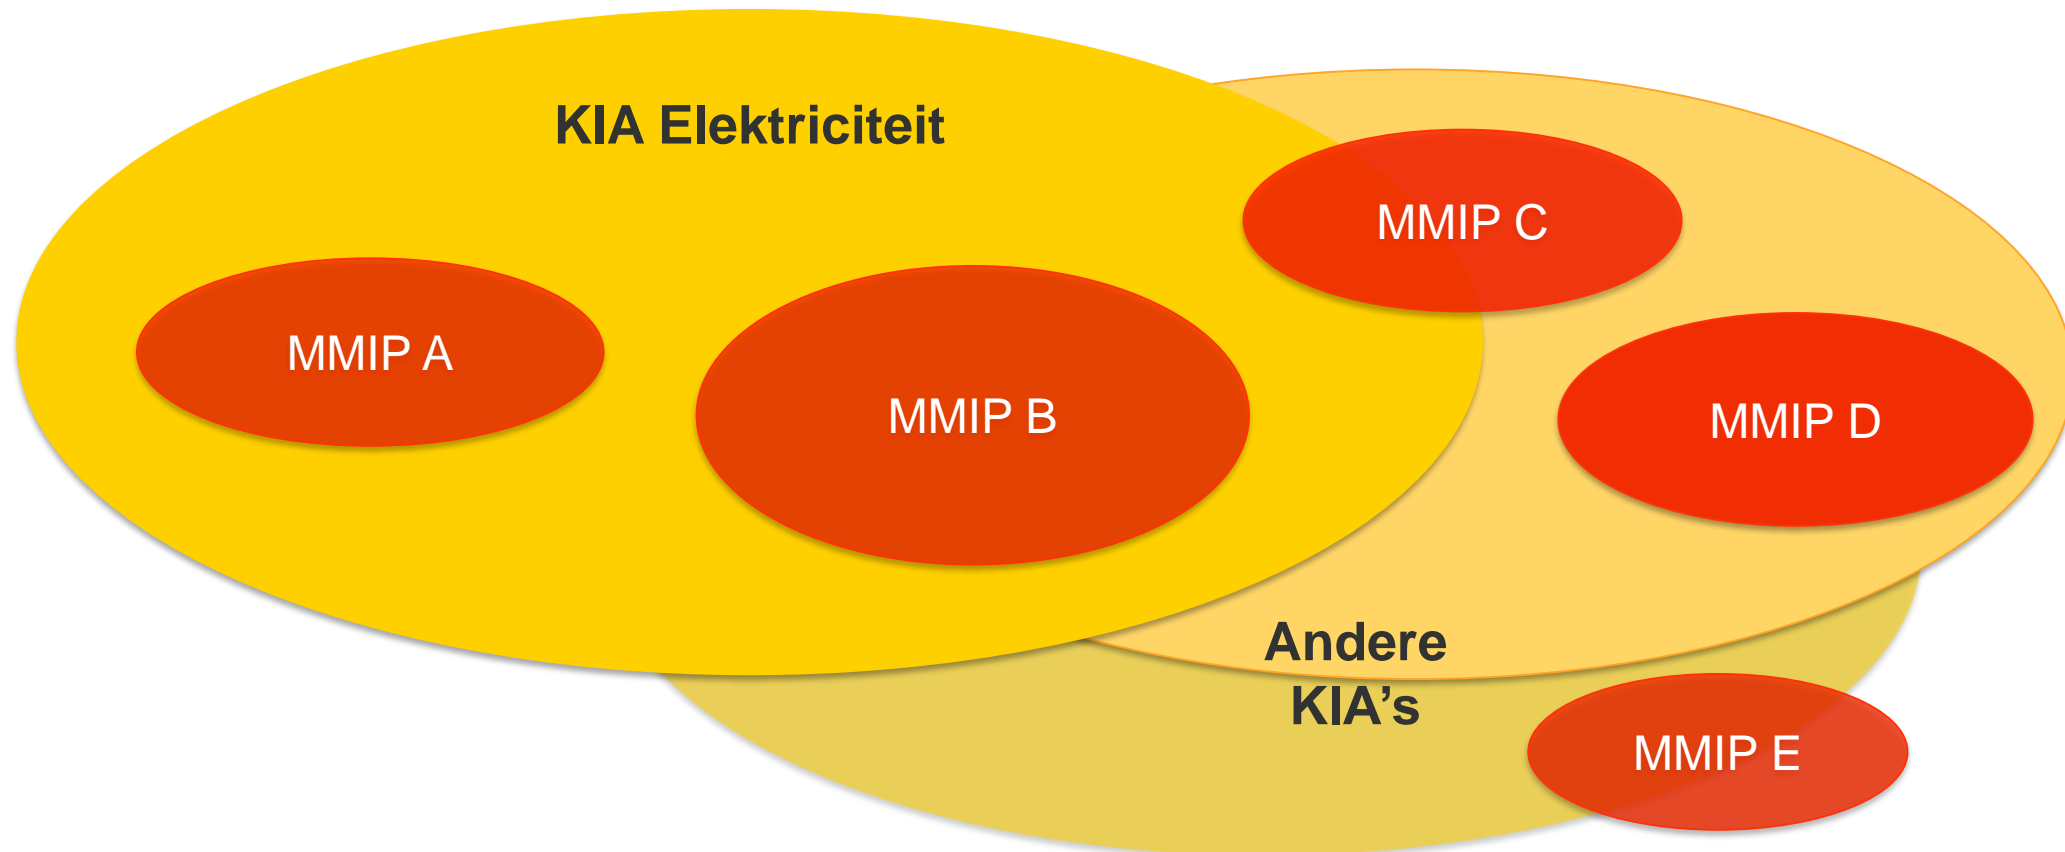 KIA Elektriciteit
MMIP C
MMIP A
MMIP B
MMIP D
Andere
KIA’s
MMIP E